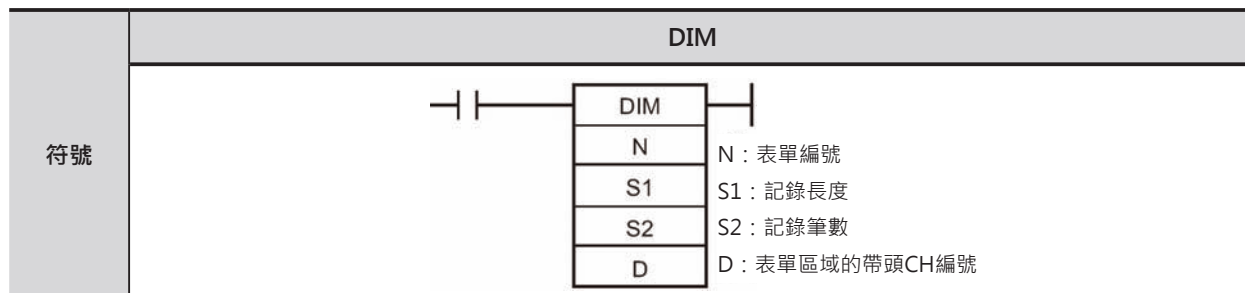 DIM
符號
DIM
N
N：表單編號
S1
S1：記錄長度
S2
S2：記錄筆數
D
D：表單區域的帶頭CH編號